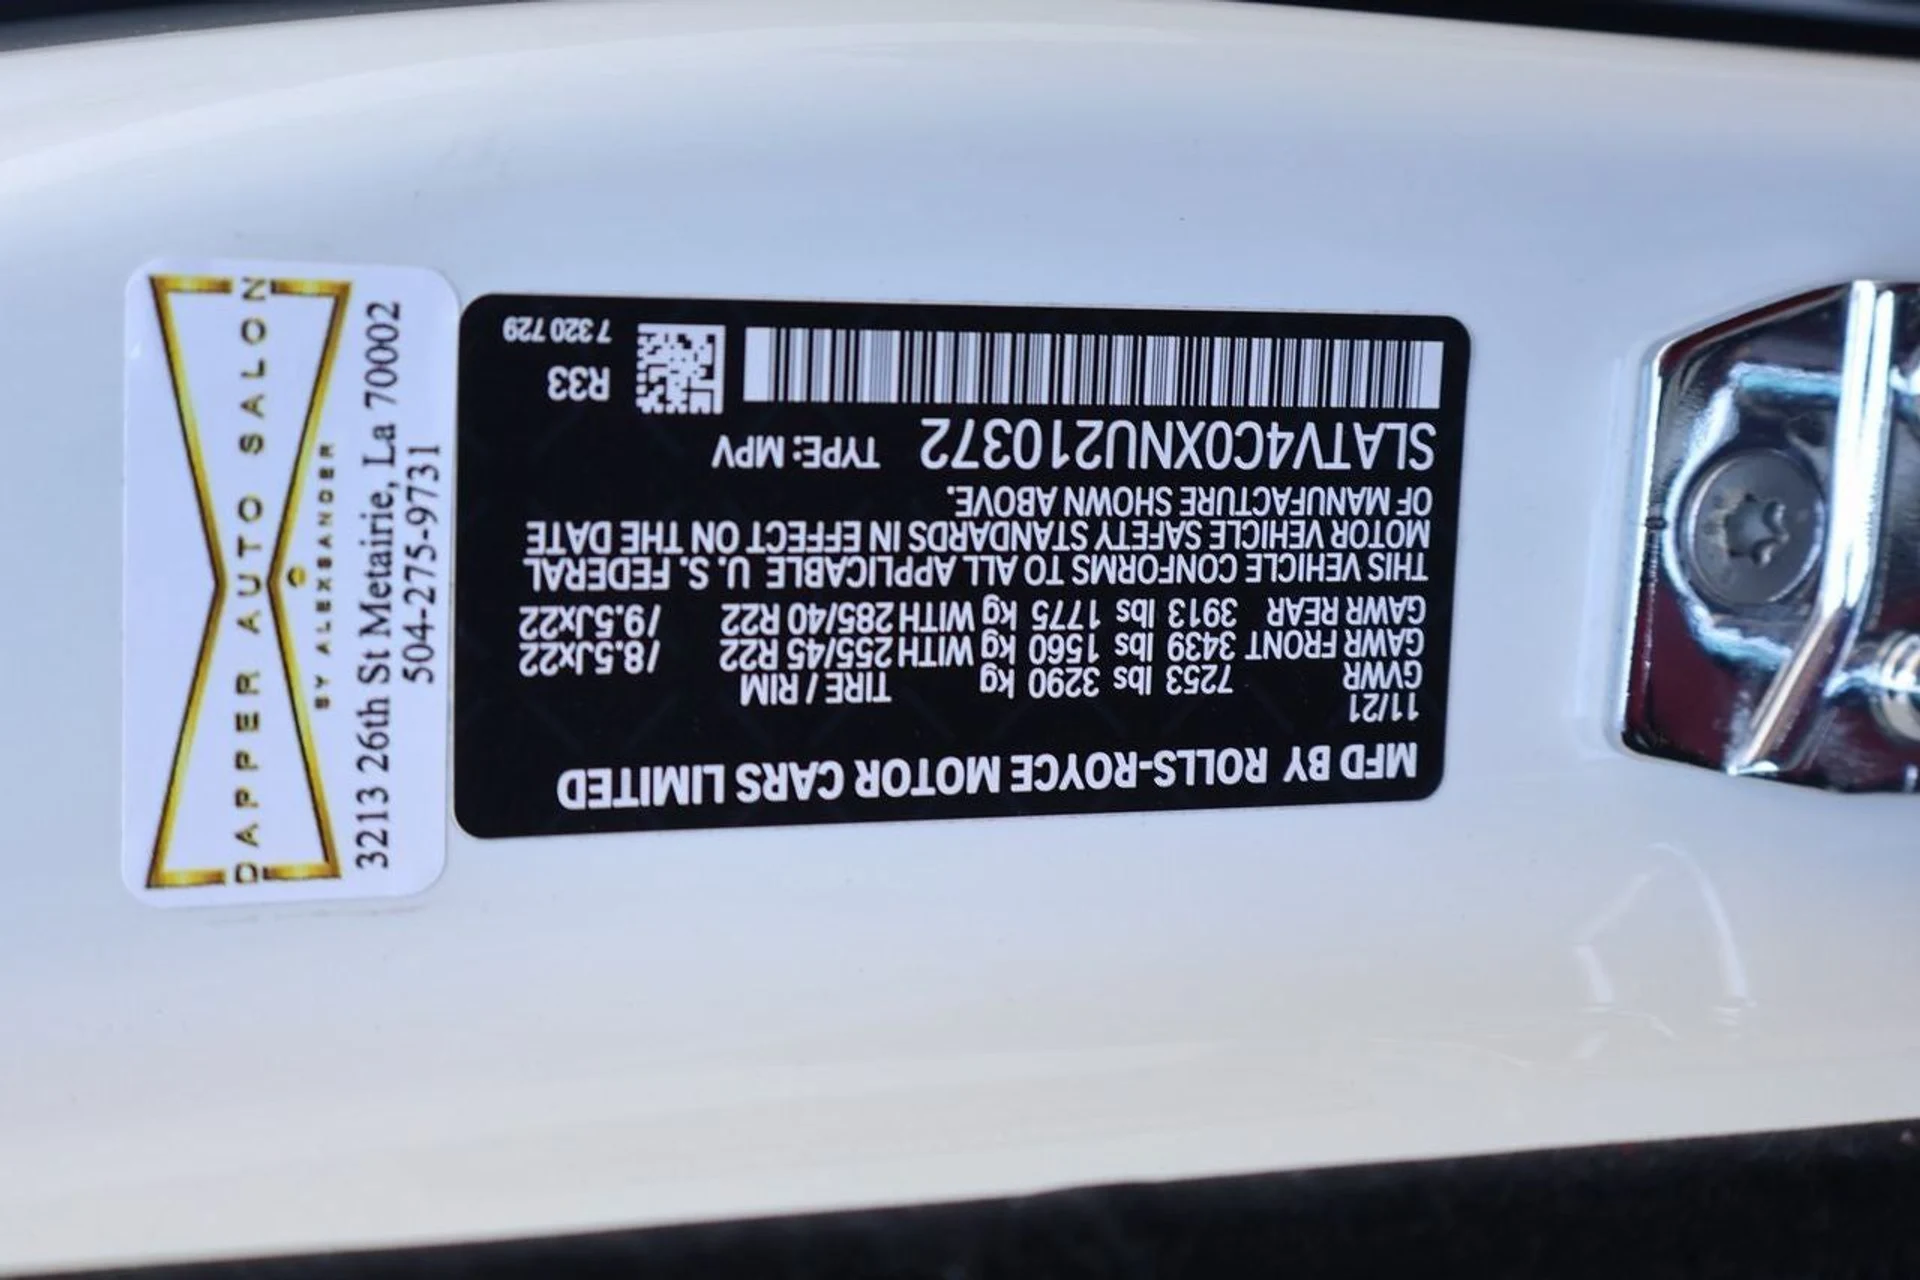 MFD BY ROLLS-ROYCE MOTOR CARS LIMITED
11/21
GVWR 7253 lbs 3290 kg TIRE / RIM
GAWR FRONT 3439 lbs 1560 kg WITH 255/45 R22 /8.5Jx22
GAWR REAR 3913 lbs 1775 kg WITH 285/40 R22 /9.5Jx22
THIS VEHICLE CONFORMS TO ALL APPLICABLE U. S. FEDERAL
MOTOR VEHICLE SAFETY STANDARDS IN EFFECT ON THE DATE
OF MANUFACTURE SHOWN ABOVE.
SLATV4C0XNU210372 TYPE: MPV
R33
7 320 729
DAPPER AUTO SALON
BY ALEXSANDER
3213 26th St Metairie, La 70002
504-275-9731